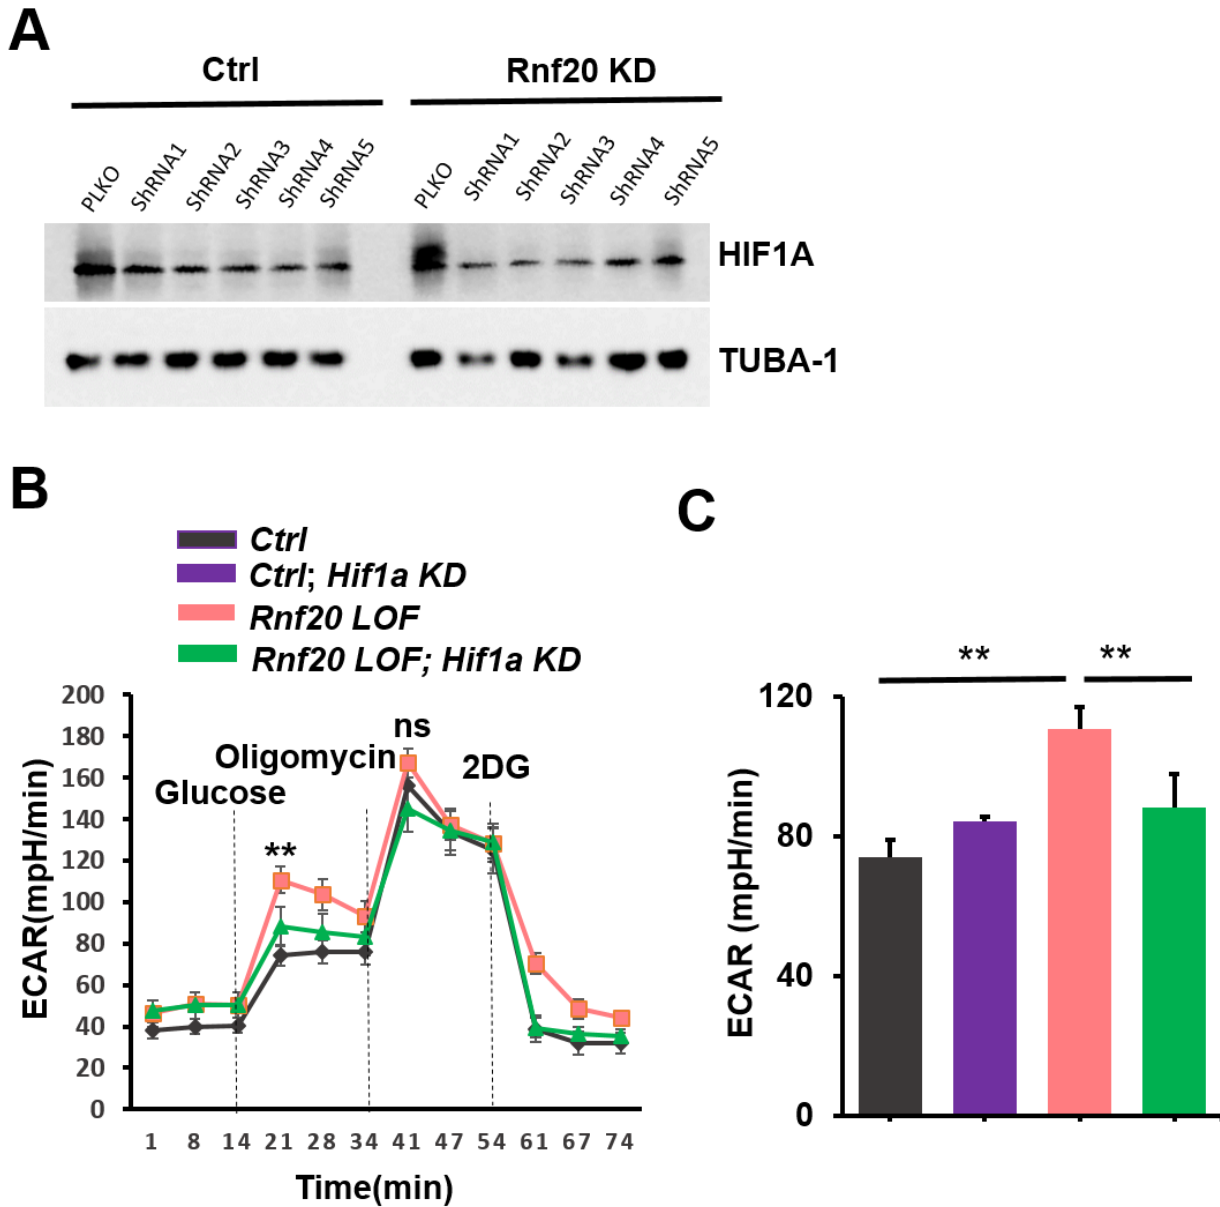 A
Ctrl
Rnf20 KD
PLKO
ShRNA1
ShRNA2
ShRNA3
ShRNA4
ShRNA5
PLKO
ShRNA1
ShRNA2
ShRNA3
ShRNA4
ShRNA5
HIF1A
TUBA-1
B
Ctrl
Ctrl; Hif1a KD
Rnf20 LOF
Rnf20 LOF; Hif1a KD
ECAR(mpH/min)
200
180
160
140
120
100
80
60
40
20
0
Glucose
Oligomycin
2DG
**
ns
1 8 14 21 28 34 41 47 54 61 67 74
Time(min)
C
** **
ECAR (mpH/min)
120
80
40
0